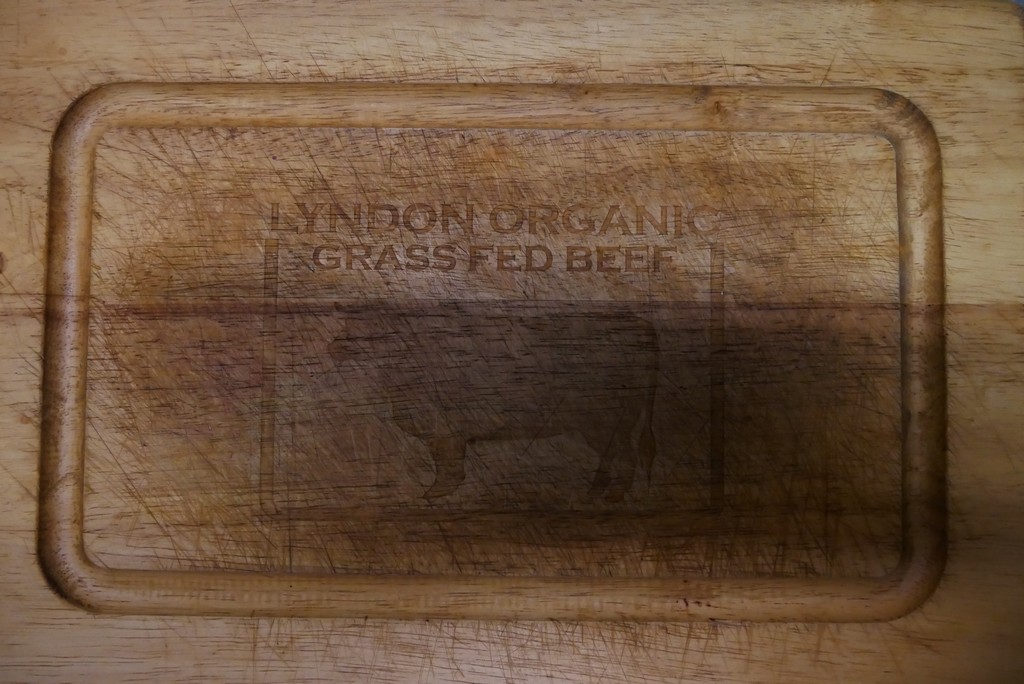 LYNDON ORGANIC
GRASS FED BEEF